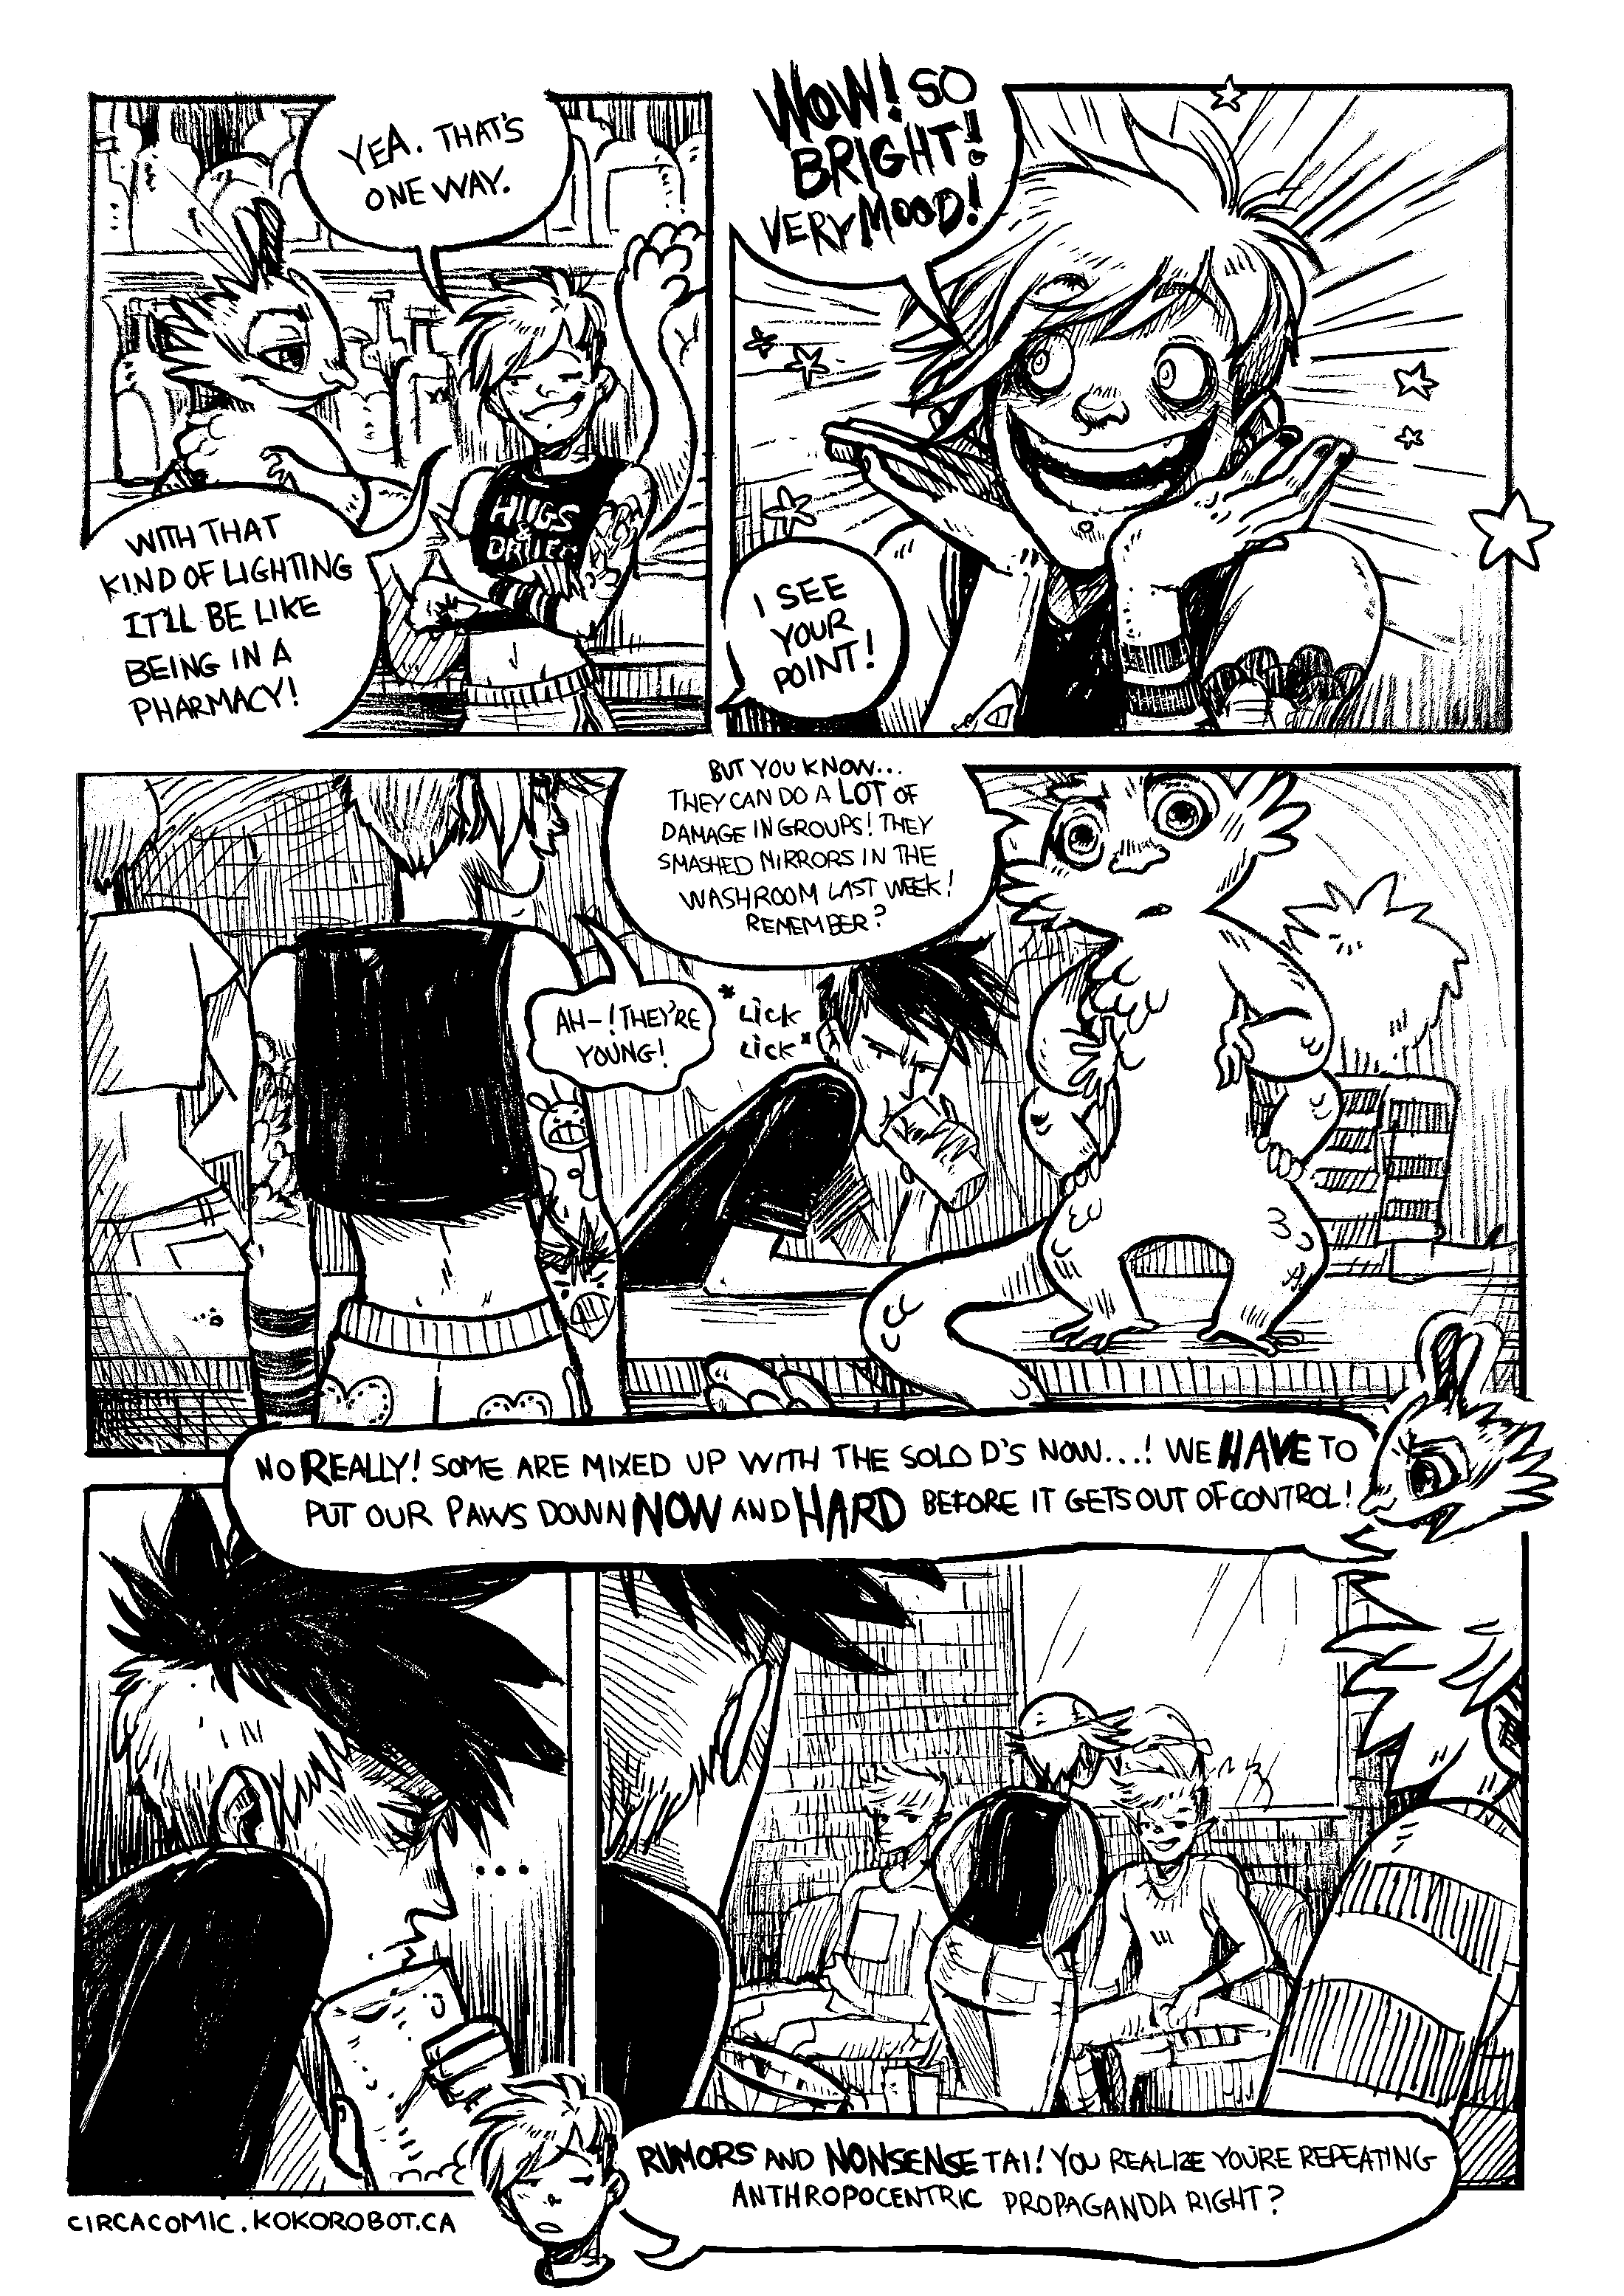 YEA. THAT'S
ONE WAY.
HUGS
&
WITH THAT
KIND OF LIGHTING
IT'LL BE LIKE
BEING IN A
PHARMACY!
WOW! SO
BRIGHT!
VERY MOOD!
I SEE
YOUR
POINT!
BUT YOU KNOW...
THEY CAN DO A LOT OF
DAMAGE IN GROUPS! THEY
SMASHED MIRRORS IN THE
WASHROOM LAST WEEK!
REMEMBER?
AH-! THEY'RE
YOUNG!
*LICK
LICK*
NO REALLY! SOME ARE MIXED UP WITH THE SOLO D'S NOW...! WE HAVE TO
PUT OUR PAWS DOWN NOW AND HARD BEFORE IT GETS OUT OF CONTROL!
...
RUMORS AND NONSENSE TAI! YOU REALIZE YOU'RE REPEATING
ANTHROPOCENTRIC PROPAGANDA RIGHT?
CIRCACOMIC.KOKOROBOT.CA